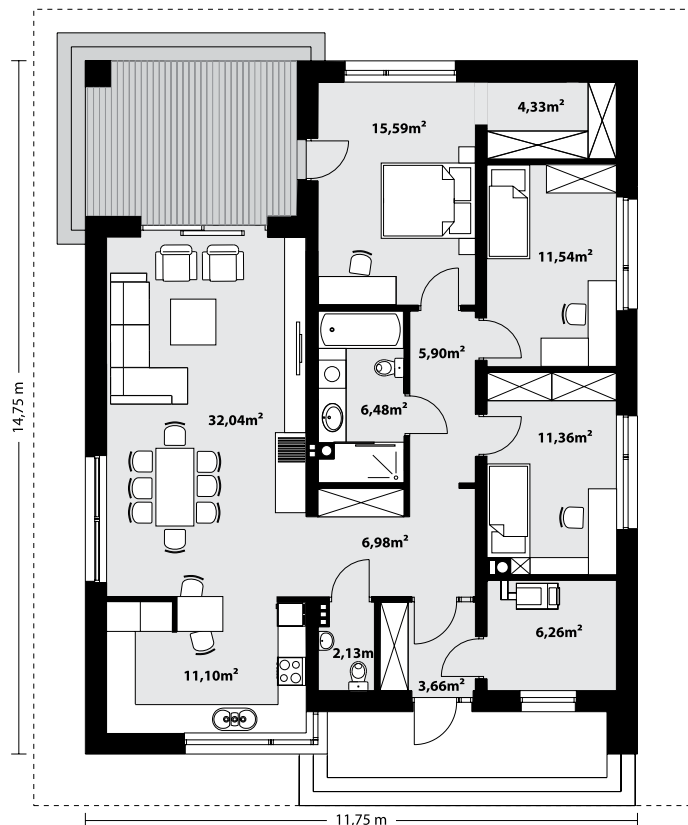 4,33m²
15,59m²
11,54m²
5,90m²
6,48m²
32,04m²
11,36m²
14,75 m
6,98m²
6,26m²
2,13m
11,10m²
3,66m²
11,75 m